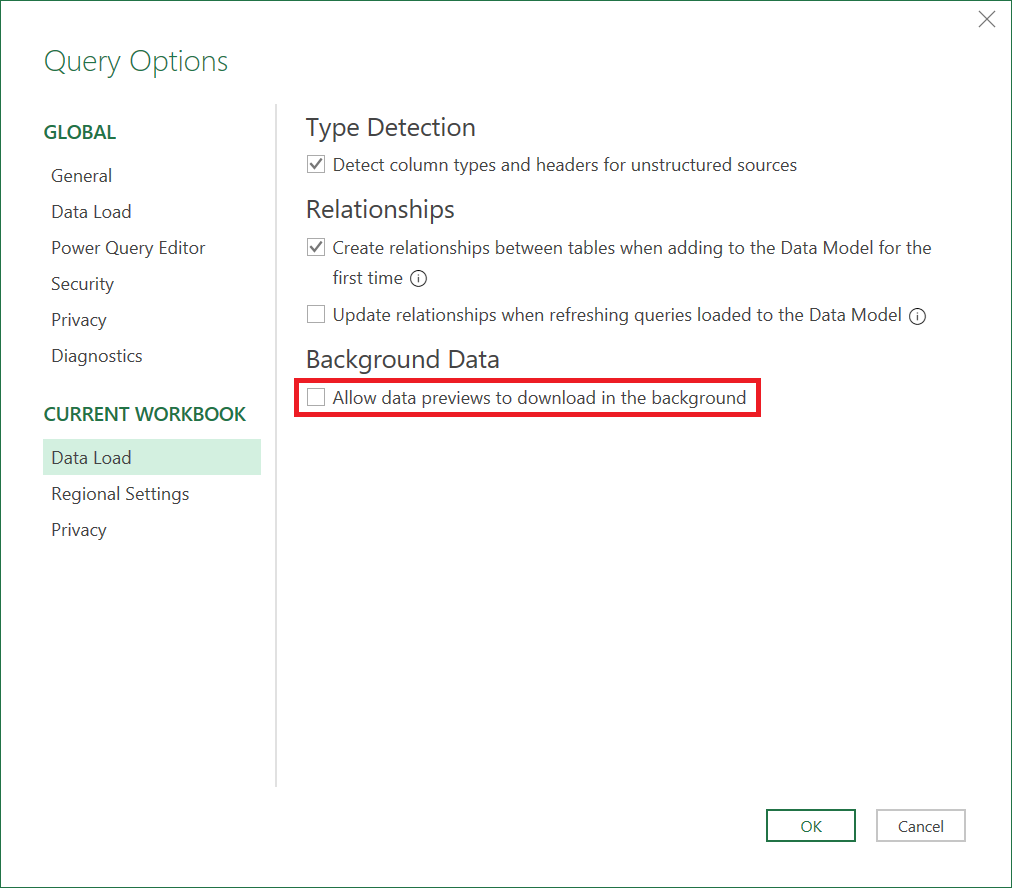 Query Options
GLOBAL
General
Data Load
Power Query Editor
Security
Privacy
Diagnostics
CURRENT WORKBOOK
Data Load
Regional Settings
Privacy
Type Detection
Detect column types and headers for unstructured sources
Relationships
Create relationships between tables when adding to the Data Model for the
first time
Update relationships when refreshing queries loaded to the Data Model
Background Data
Allow data previews to download in the background
OK
Cancel